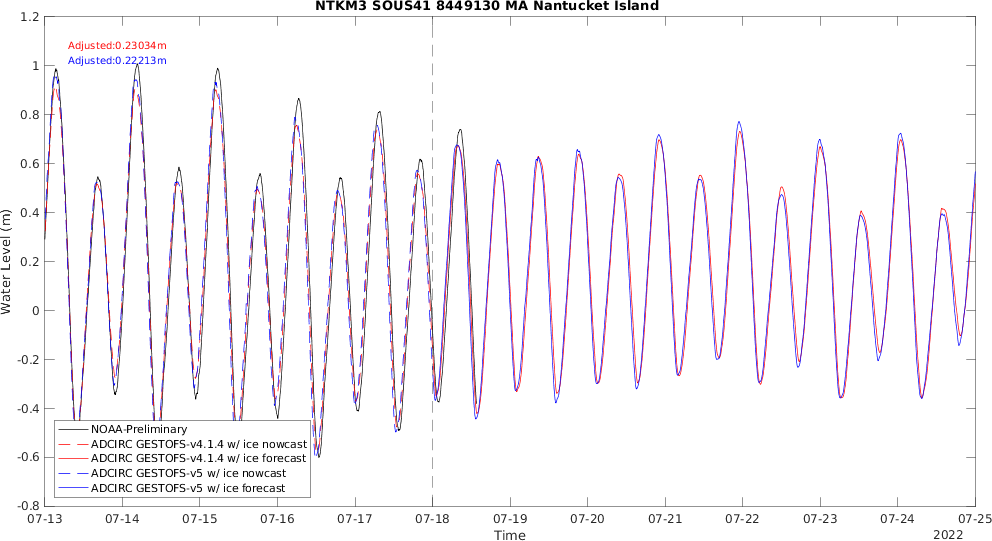 NTKM3 SOUS41 8449130 MA Nantucket Island
1.2
Adjusted:0.23034m
Adjusted:0.22213m
1
0.8
0.6
0.4
0.2
0
-0.2
-0.4
-0.6
-0.8
Water Level (m)
NOAA-Preliminary
ADCIRC GESTOFS-v4.1.4 w/ ice nowcast
ADCIRC GESTOFS-v4.1.4 w/ ice forecast
ADCIRC GESTOFS-v5 w/ ice nowcast
ADCIRC GESTOFS-v5 w/ ice forecast
07-13 07-14 07-15 07-16 07-17 07-18 07-19 07-20 07-21 07-22 07-23 07-24 07-25
Time
2022